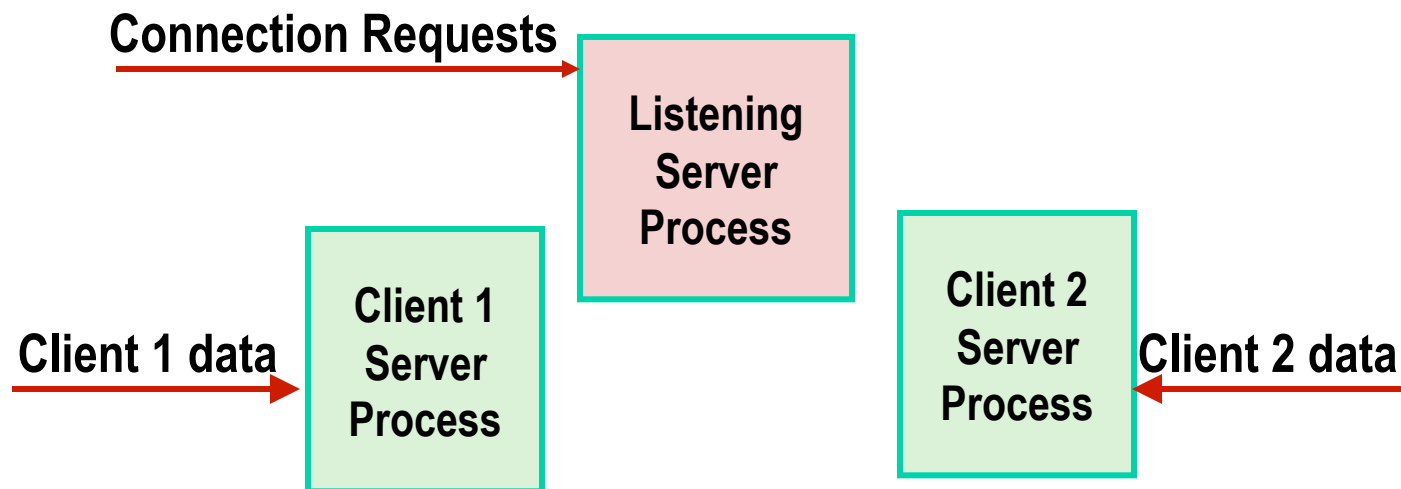 Connection Requests
Listening
Server
Process
Client 1 data
Client 1
Server
Process
Client 2
Server
Process
Client 2 data